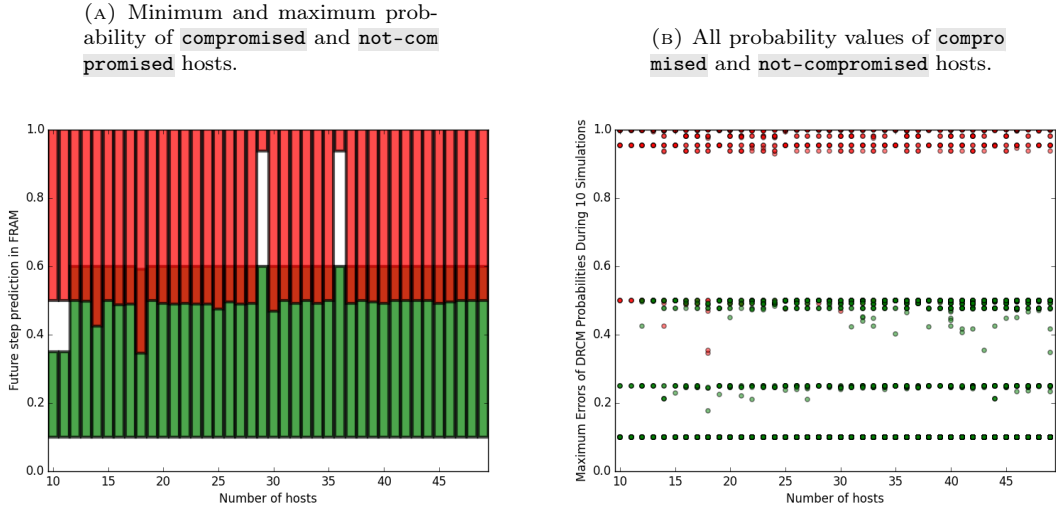 (A) Minimum and maximum prob-
ability of compromised and not-com
promised hosts.
(B) All probability values of compro
mised and not-compromised hosts.
1.0
0.8
0.6
0.4
0.2
0.0
10 15 20 25 30 35 40 45
Number of hosts
Future step prediction in FRAM
1.0
0.8
0.6
0.4
0.2
0.0
10 15 20 25 30 35 40 45
Number of hosts
Maximum Errors of DRCM Probabilities During 10 Simulations